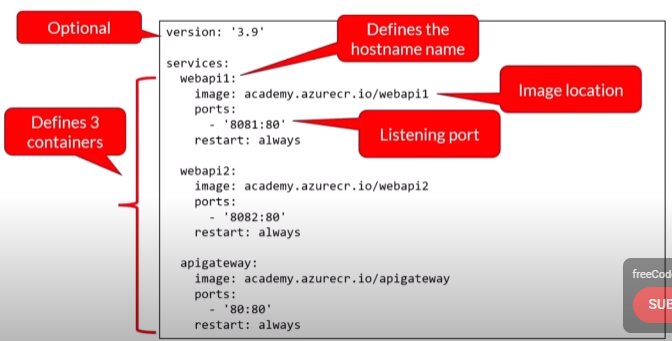 Optional
Defines the
hostname name
Image location
Listening port
Defines 3
containers
version: '3.9'
services:
webapi1:
image: academy.azurecr.io/webapi1
ports:
- '8081:80'
restart: always
webapi2:
image: academy.azurecr.io/webapi2
ports:
- '8082:80'
restart: always
apigateway:
image: academy.azurecr.io/apigateway
ports:
- '80:80'
restart: always
freeCod
SUB